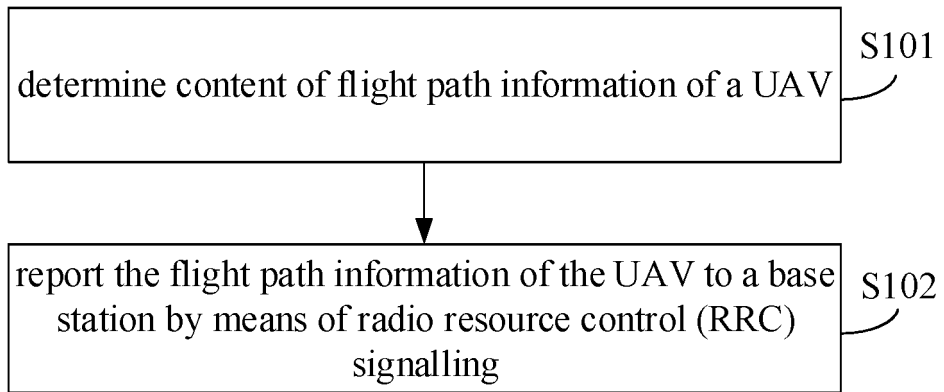 S101
determine content of flight path information of a UAV
report the flight path information of the UAV to a base
station by means of radio resource control (RRC)
signalling
S102